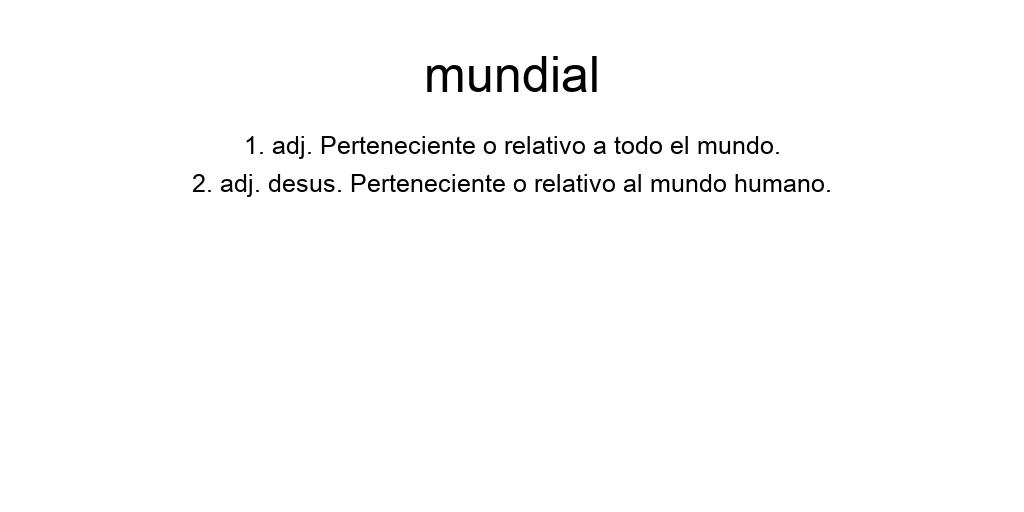 mundial
1. adj. Perteneciente o relativo a todo el mundo.
2. adj. desus. Perteneciente o relativo al mundo humano.